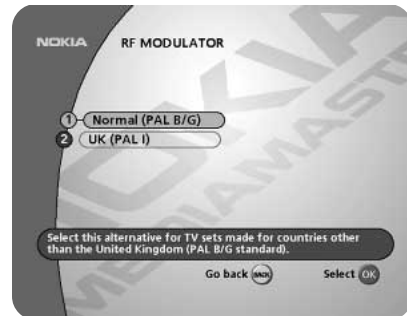 NOKIA
RF MODULATOR
1 Normal (PAL B/G)
2 UK (PAL I)
Select this alternative for TV sets made for countries other
than the United Kingdom (PAL B/G standard).
Go back BACK Select OK
NOKIA
MEDIAMASTER